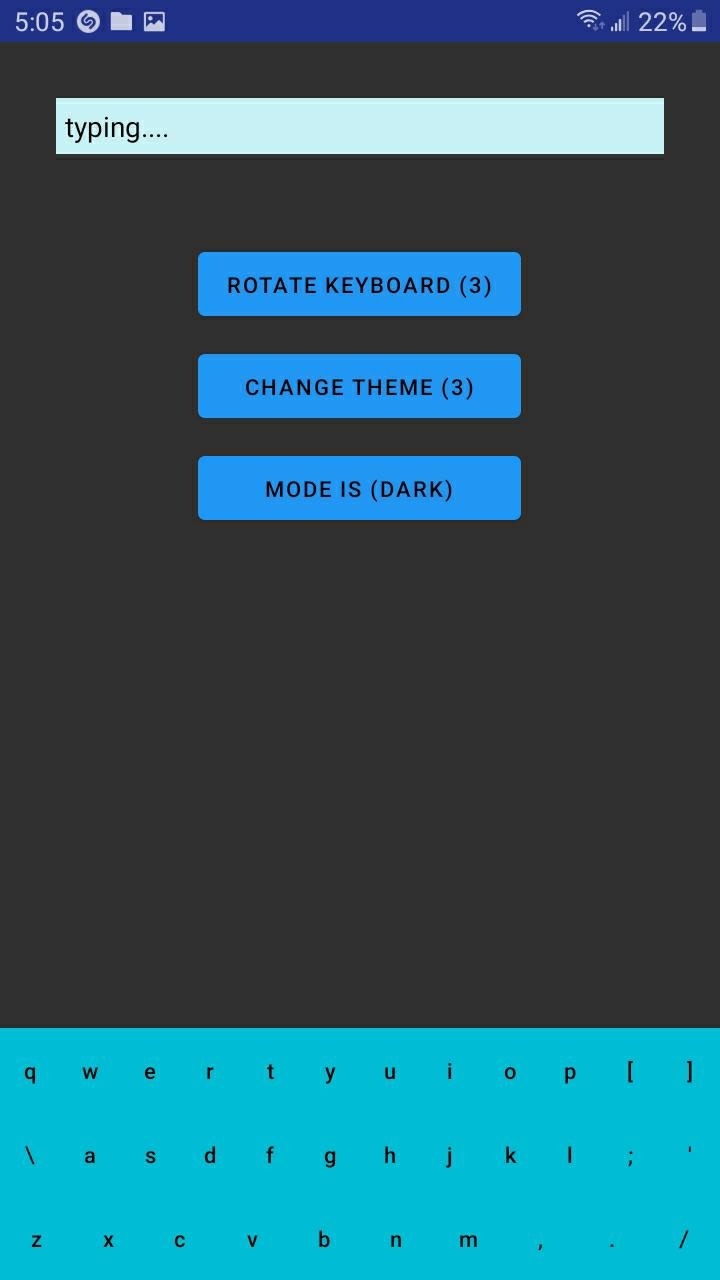 5:05 22%
typing....
ROTATE KEYBOARD (3)
CHANGE THEME (3)
MODE IS (DARK)
q w e r t y u i o p [ ]
\ a s d f g h j k l ; '
z x c v b n m , . /